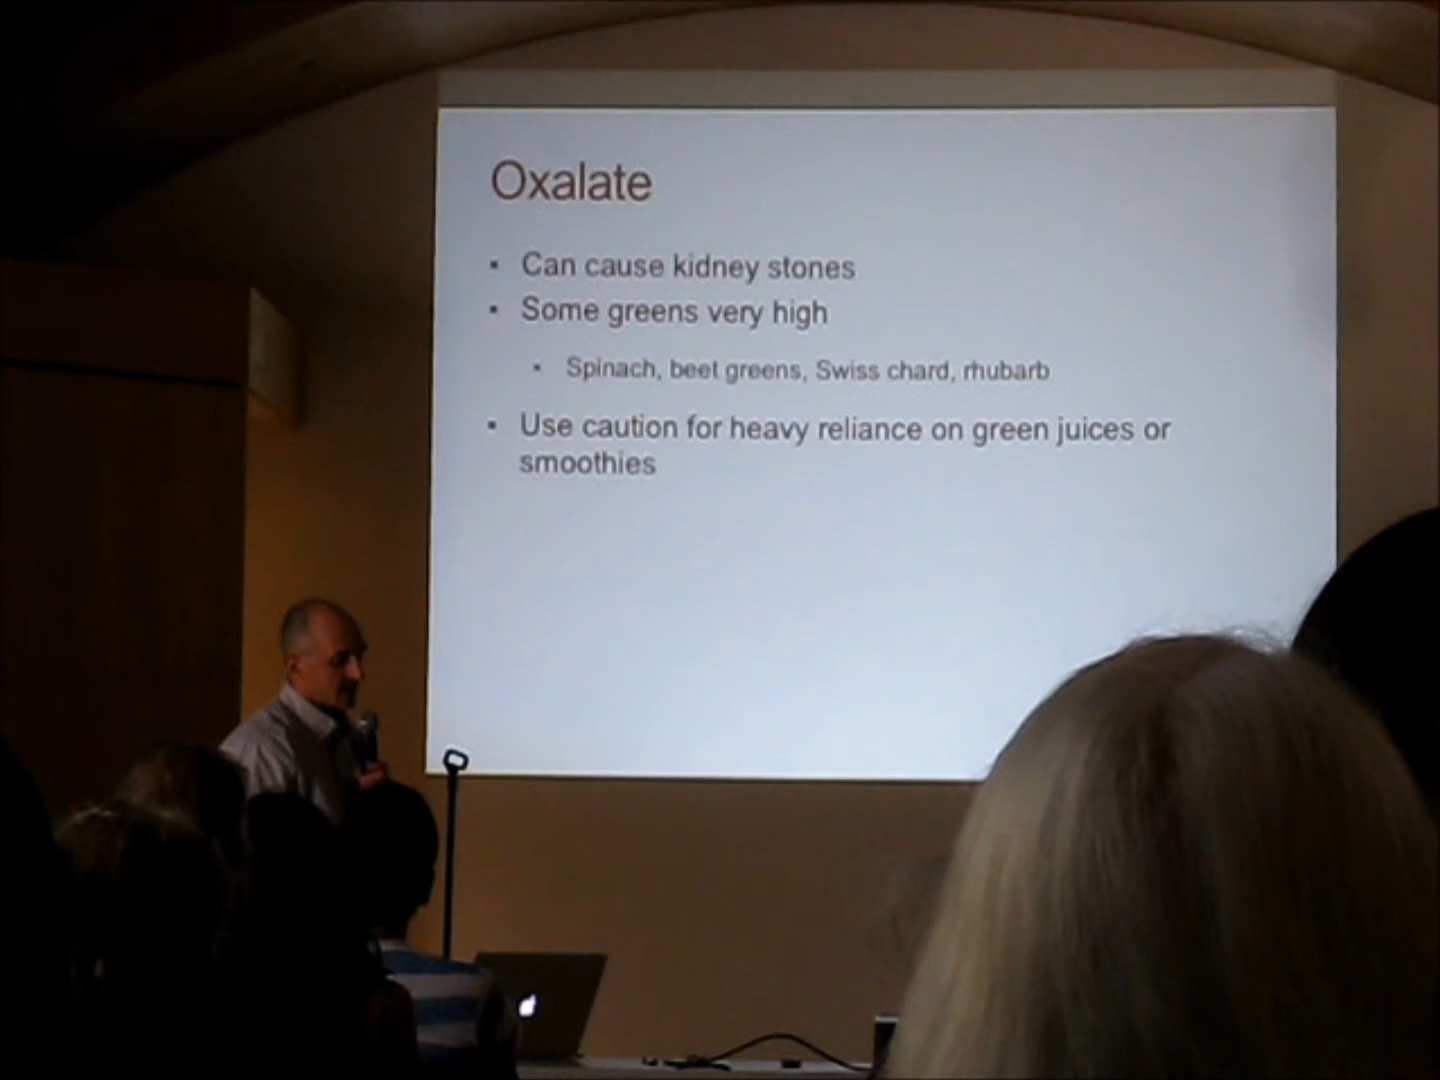 Oxalate
▪ Can cause kidney stones
▪ Some greens very high
▪ Spinach, beet greens, Swiss chard, rhubarb
▪ Use caution for heavy reliance on green juices or
smoothies